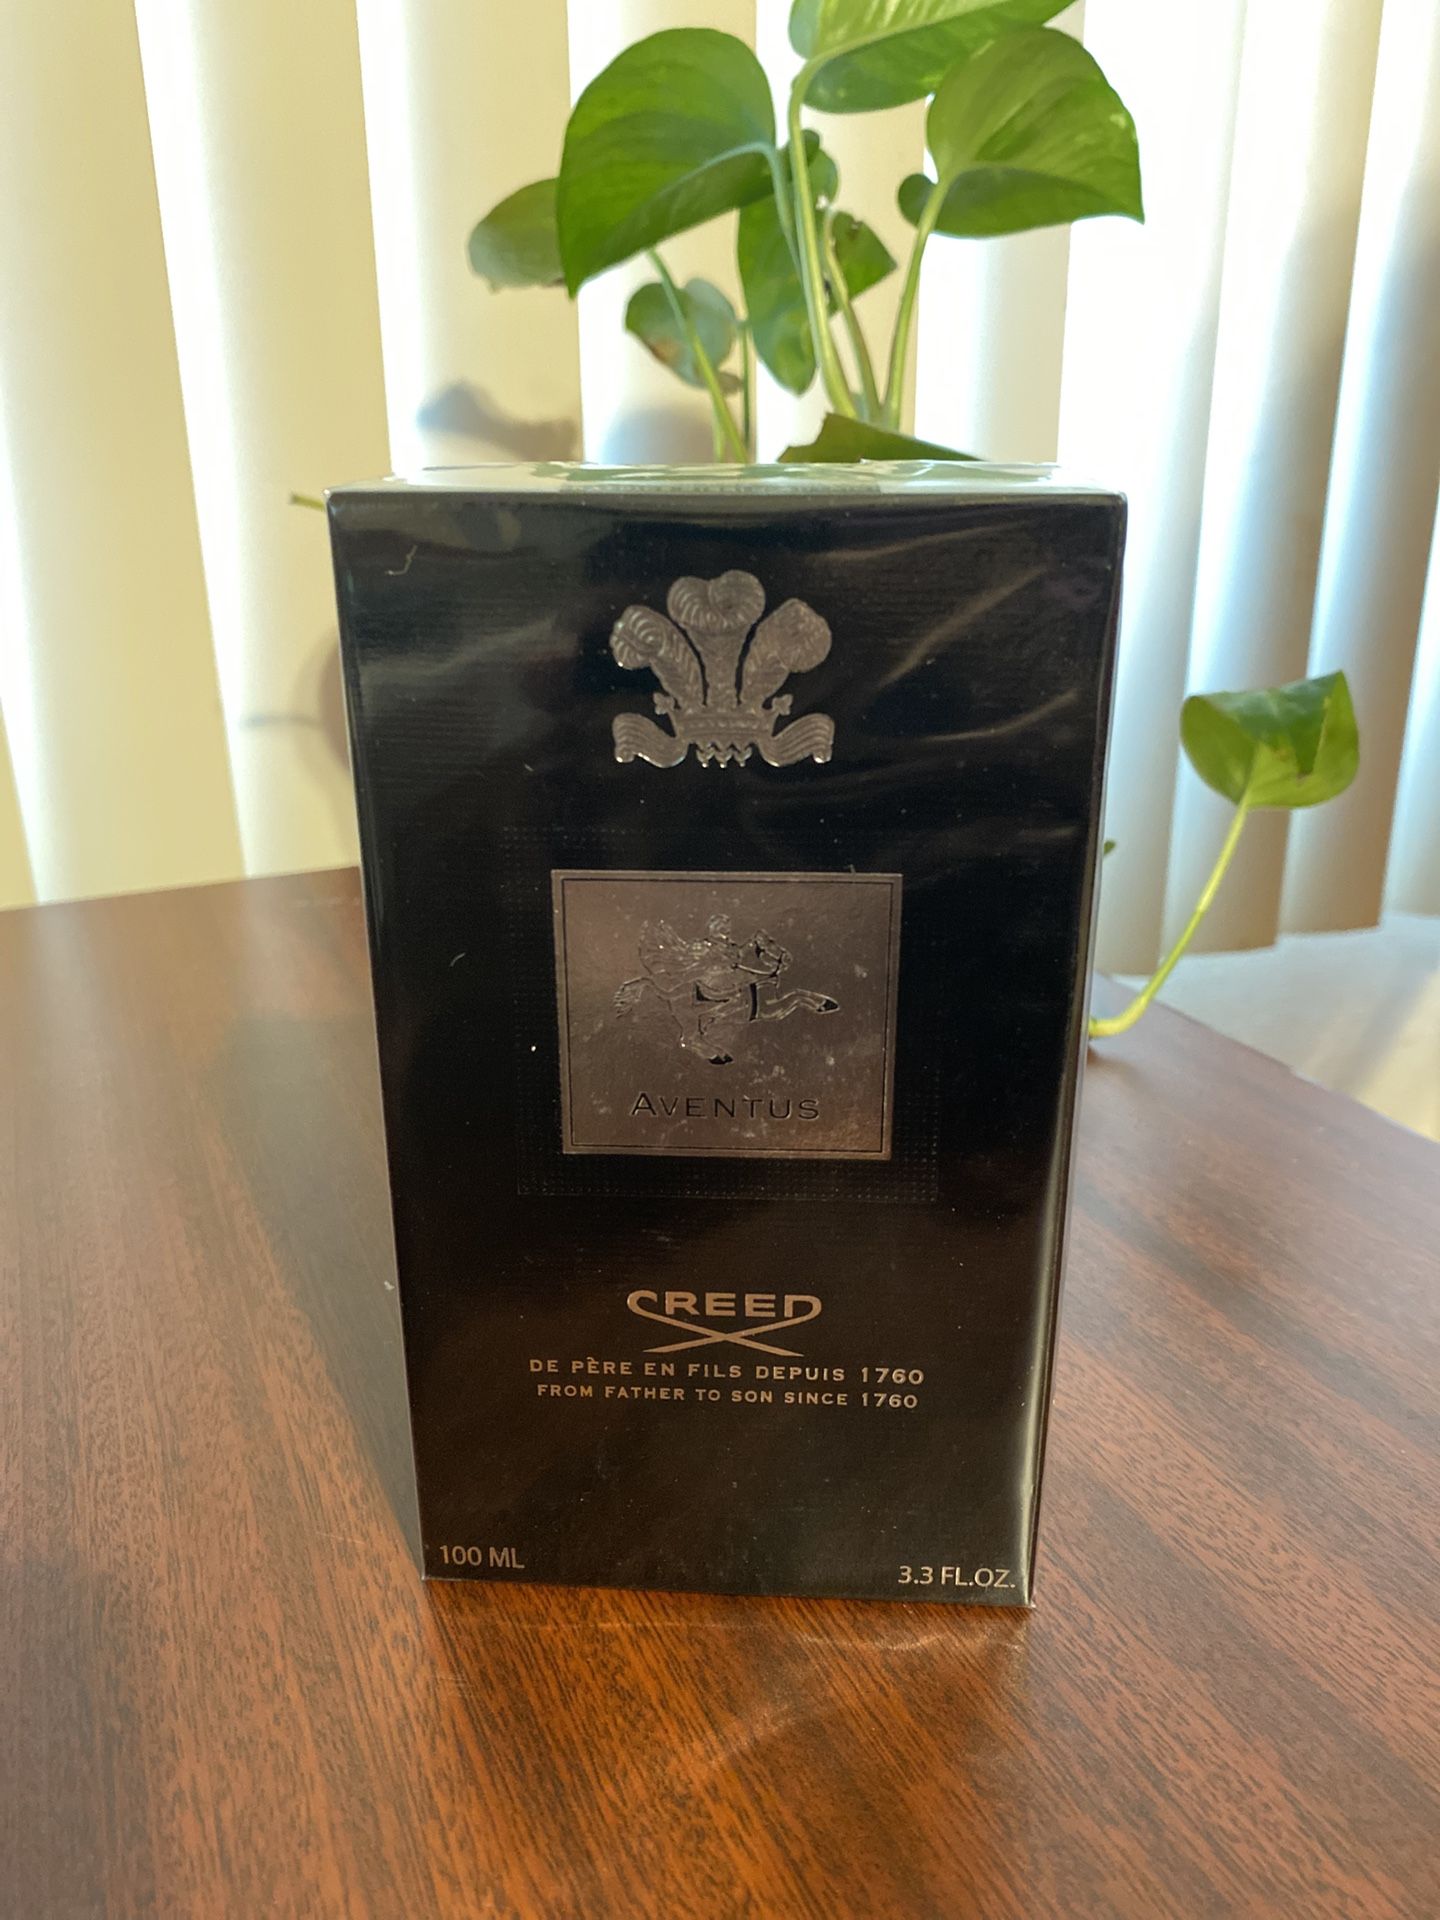 AVENTUS
CREED
DE PÈRE EN FILS DEPUIS 1760
FROM FATHER TO SON SINCE 1760
100 ML
3.3 FL.OZ.